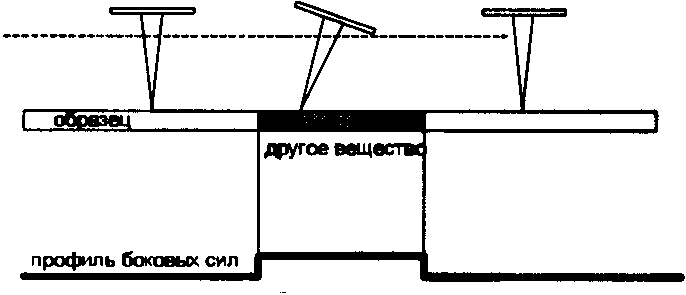 образец
другое вещество
профиль боковых сил